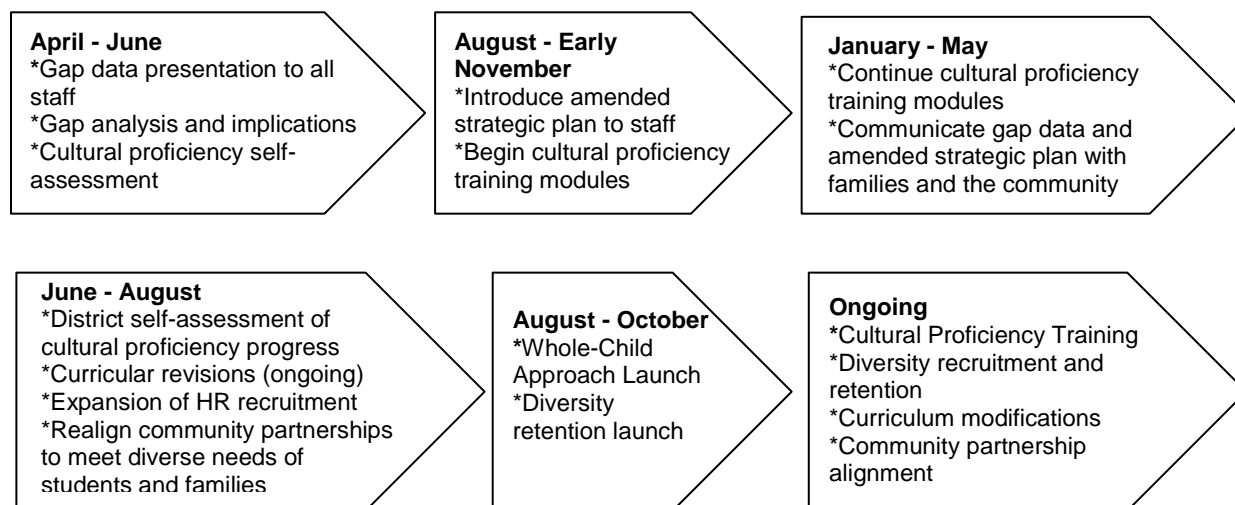 April - June
*Gap data presentation to all
staff
*Gap analysis and implications
*Cultural proficiency self-
assessment
August - Early
November
*Introduce amended
strategic plan to staff
*Begin cultural proficiency
training modules
January - May
*Continue cultural proficiency
training modules
*Communicate gap data and
amended strategic plan with
families and the community
June - August
*District self-assessment of
cultural proficiency progress
*Curricular revisions (ongoing)
*Expansion of HR recruitment
*Realign community partnerships
to meet diverse needs of
students and families
August - October
*Whole-Child
Approach Launch
*Diversity
retention launch
Ongoing
*Cultural Proficiency Training
*Diversity recruitment and
retention
*Curriculum modifications
*Community partnership
alignment